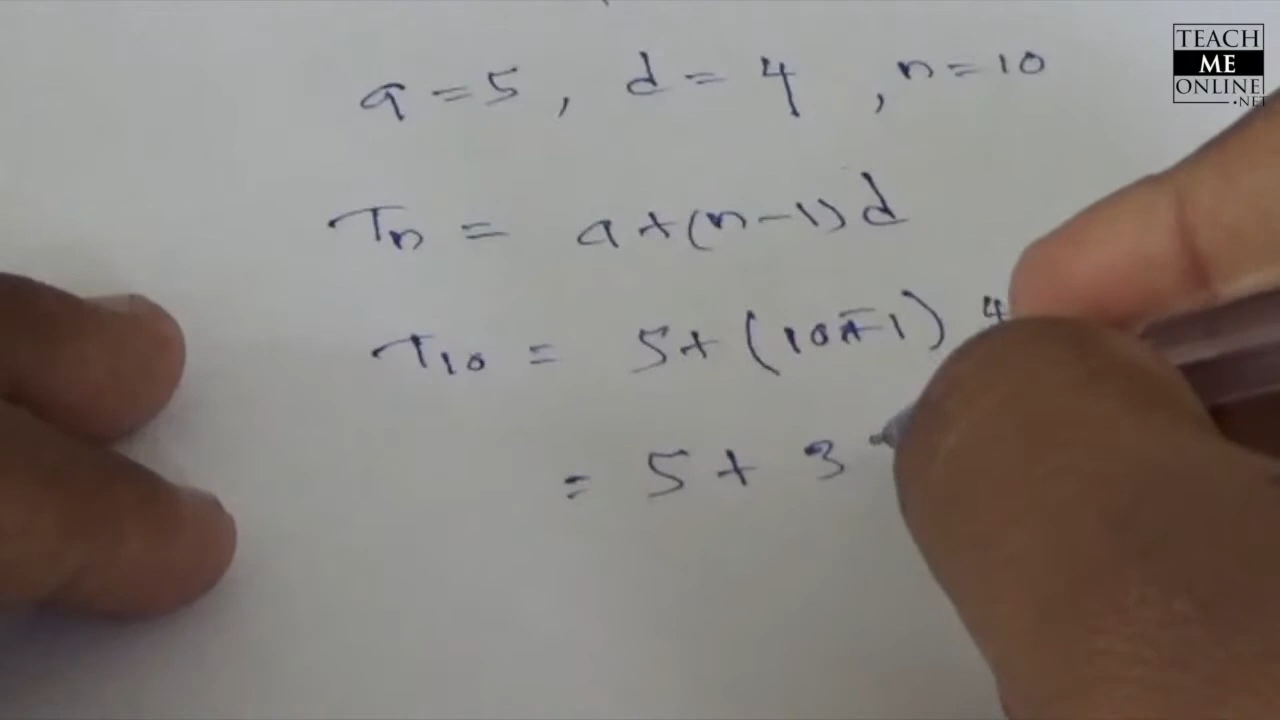 TEACH
ME
ONLINE
.NET
a = 5, d = 4, n = 10
Tn = a + (n - 1) d
T10 = 5 + (10 - 1) 4
= 5 + 3